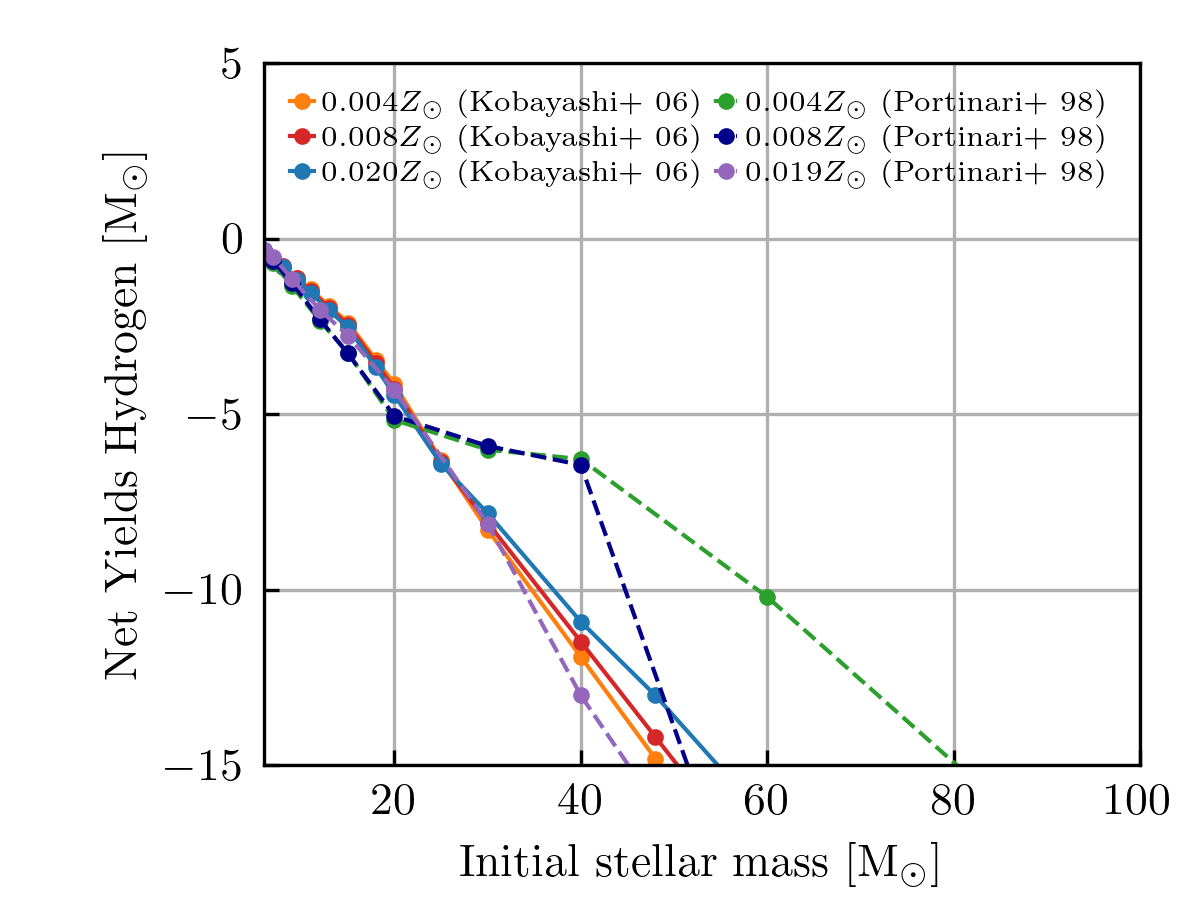 5
0.004Z⊙ (Kobayashi+ 06) 0.004Z⊙ (Portinari+ 98)
0.008Z⊙ (Kobayashi+ 06) 0.008Z⊙ (Portinari+ 98)
0.020Z⊙ (Kobayashi+ 06) 0.019Z⊙ (Portinari+ 98)
0
−5
−10
−15
Net Yields Hydrogen [M⊙]
20 40 60 80 100
Initial stellar mass [M⊙]